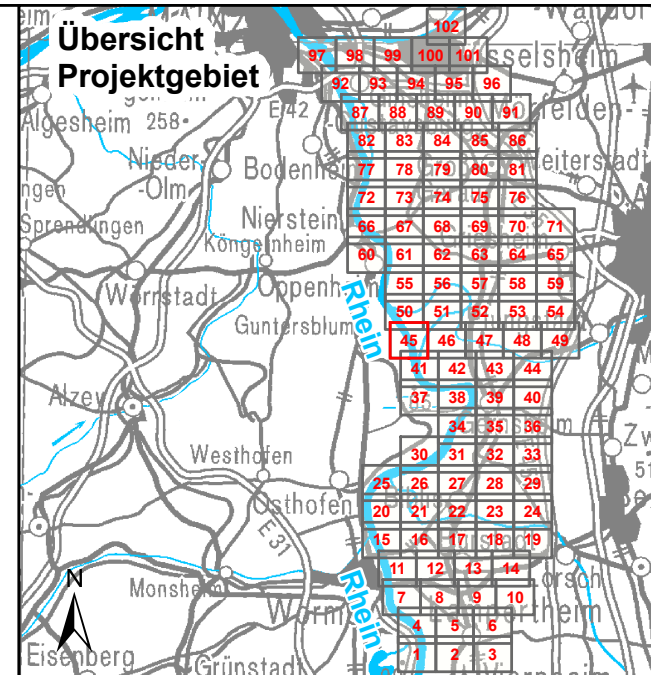 Übersicht
Projektgebiet
102
97 98 99 100 101
sselsheim
92 93 94 95 96
E 42
87 88 89 90 91
felden-
Algesheim 258
82 83 84 85 86
Nieder-
-Olm
Bodenheim
77 78 79 80 81
eiterstadt
ngen
72 73 74 75 76
Sprendlingen
Nierstein
66 67 68 69 70 71
Köngernheim
60 61 62 63 64 65
Oppenheim
55 56 57 58 59
Wörrstadt
Rhein
50 51 52 53 54
Guntersblum
45 46 47 48 49
41 42 43 44
Alzey
37 38 39 40
34 35 36
Westhofen
30 31 32 33
25 26 27 28 29
Osthofen
20 21 22 23 24
E 31
15 16 17 18 19
N
Monsheim
11 12 13 14
orsch
Rhein
7 8 9 10
Worms
4 5 6
Eisenberg
Grünstadt
1 2 3